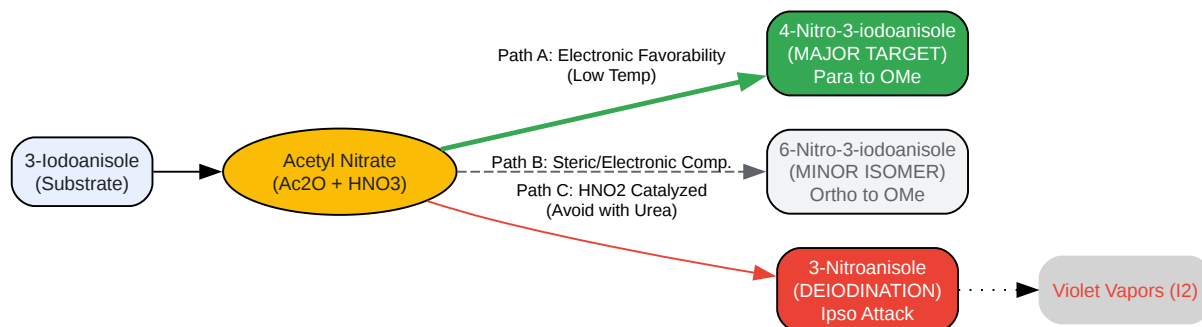 3-Iodoanisole
(Substrate)
Acetyl Nitrate
(Ac2O + HNO3)
Path A: Electronic Favorability
(Low Temp)
Path B: Steric/Electronic Comp.
Path C: HNO2 Catalyzed
(Avoid with Urea)
4-Nitro-3-iodoanisole
(MAJOR TARGET)
Para to OMe
6-Nitro-3-iodoanisole
(MINOR ISOMER)
Ortho to OMe
3-Nitroanisole
(DEIODINATION)
Ipso Attack
Violet Vapors (I2)